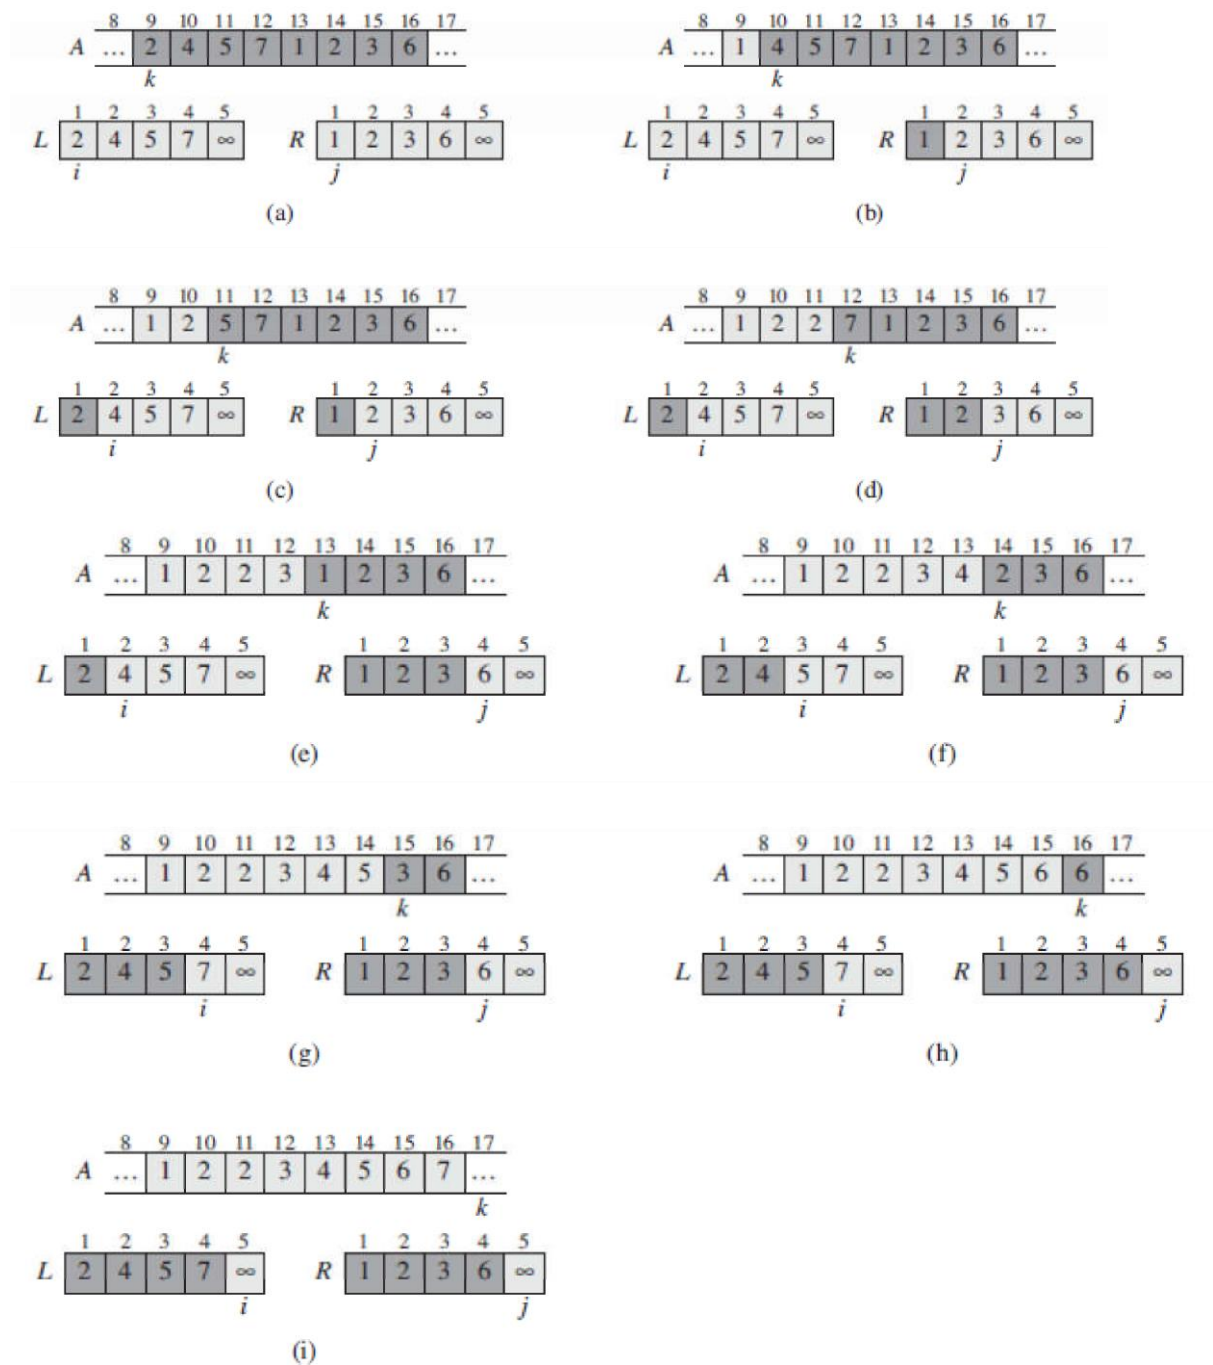 8 9 10 11 12 13 14 15 16 17
A ... 2 4 5 7 1 2 3 6 ...
k
1 2 3 4 5 1 2 3 4 5
L 2 4 5 7 ∞ R 1 2 3 6 ∞
i j
(a)
8 9 10 11 12 13 14 15 16 17
A ... 1 4 5 7 1 2 3 6 ...
k
1 2 3 4 5 1 2 3 4 5
L 2 4 5 7 ∞ R 1 2 3 6 ∞
i j
(b)
8 9 10 11 12 13 14 15 16 17
A ... 1 2 5 7 1 2 3 6 ...
k
1 2 3 4 5 1 2 3 4 5
L 2 4 5 7 ∞ R 1 2 3 6 ∞
i j
(c)
8 9 10 11 12 13 14 15 16 17
A ... 1 2 2 7 1 2 3 6 ...
k
1 2 3 4 5 1 2 3 4 5
L 2 4 5 7 ∞ R 1 2 3 6 ∞
i j
(d)
8 9 10 11 12 13 14 15 16 17
A ... 1 2 2 3 1 2 3 6 ...
k
1 2 3 4 5 1 2 3 4 5
L 2 4 5 7 ∞ R 1 2 3 6 ∞
i j
(e)
8 9 10 11 12 13 14 15 16 17
A ... 1 2 2 3 4 2 3 6 ...
k
1 2 3 4 5 1 2 3 4 5
L 2 4 5 7 ∞ R 1 2 3 6 ∞
i j
(f)
8 9 10 11 12 13 14 15 16 17
A ... 1 2 2 3 4 5 3 6 ...
k
1 2 3 4 5 1 2 3 4 5
L 2 4 5 7 ∞ R 1 2 3 6 ∞
i j
(g)
8 9 10 11 12 13 14 15 16 17
A ... 1 2 2 3 4 5 6 6 ...
k
1 2 3 4 5 1 2 3 4 5
L 2 4 5 7 ∞ R 1 2 3 6 ∞
i j
(h)
8 9 10 11 12 13 14 15 16 17
A ... 1 2 2 3 4 5 6 7 ...
k
1 2 3 4 5 1 2 3 4 5
L 2 4 5 7 ∞ R 1 2 3 6 ∞
i j
(i)